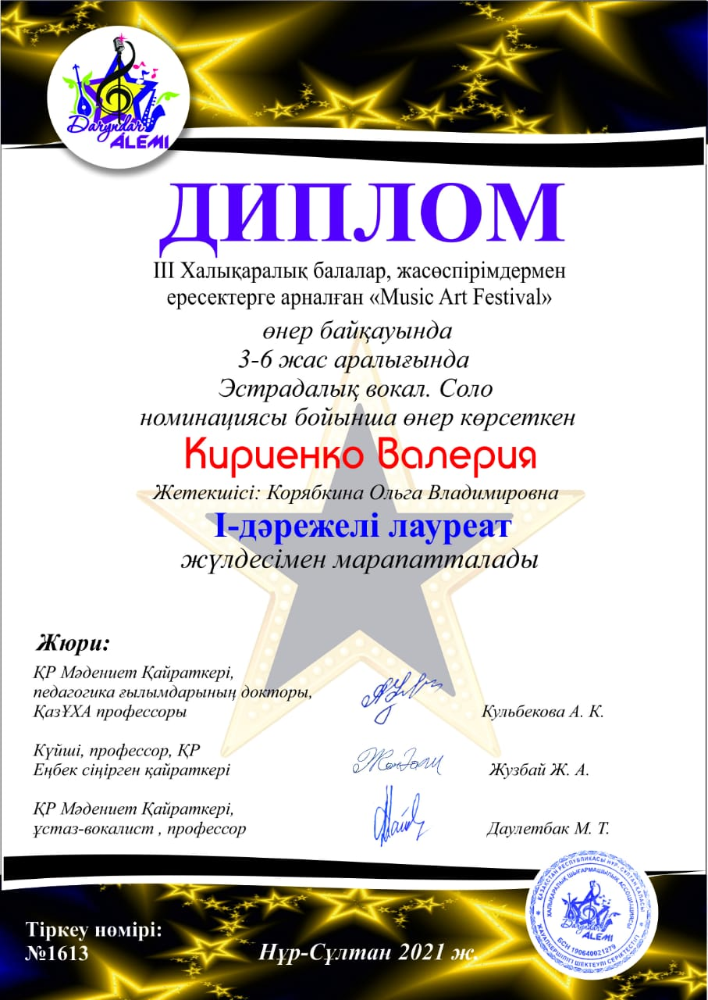 Daryndar
ÁLEMI
ДИПЛОМ
III Халықаралық балалар, жасөспірімдермен
ересектерге арналған «Music Art Festival»
өнер байқауында
3-6 жас аралығында
Эстрадалық вокал. Соло
номинациясы бойынша өнер көрсеткен
Кириенко Валерия
Жетекшісі: Корябкина Ольга Владимировна
I-дәрежелі лауреат
жүлдесімен марапатталады
Жюри:
ҚР Мәдениет Қайраткері,
педагогика ғылымдарының докторы,
ҚазҰХА профессоры
Кульбекова А. К.
Күйші, профессор, ҚР
Еңбек сіңірген қайраткері
Жузбай Ж. А.
ҚР Мәдениет Қайраткері,
ұстаз-вокалист , профессор
Даулетбак М. Т.
Тіркеу нөмірі:
№1613
Нұр-Сұлтан 2021 ж.
ҚАЗАҚСТАН РЕСПУБЛИКАСЫ НҰР-СҰЛТАН ҚАЛАСЫ
ХАЛЫҚАРАЛЫҚ ШЫҒАРМАШЫЛЫҚ АССОЦИАЦИЯСЫ
Daryndar
ÁLEMI
БСН 190640021279
ЖАУАПКЕРШІЛІГІ ШЕКТЕУЛІ СЕРІКТЕСТІГІ